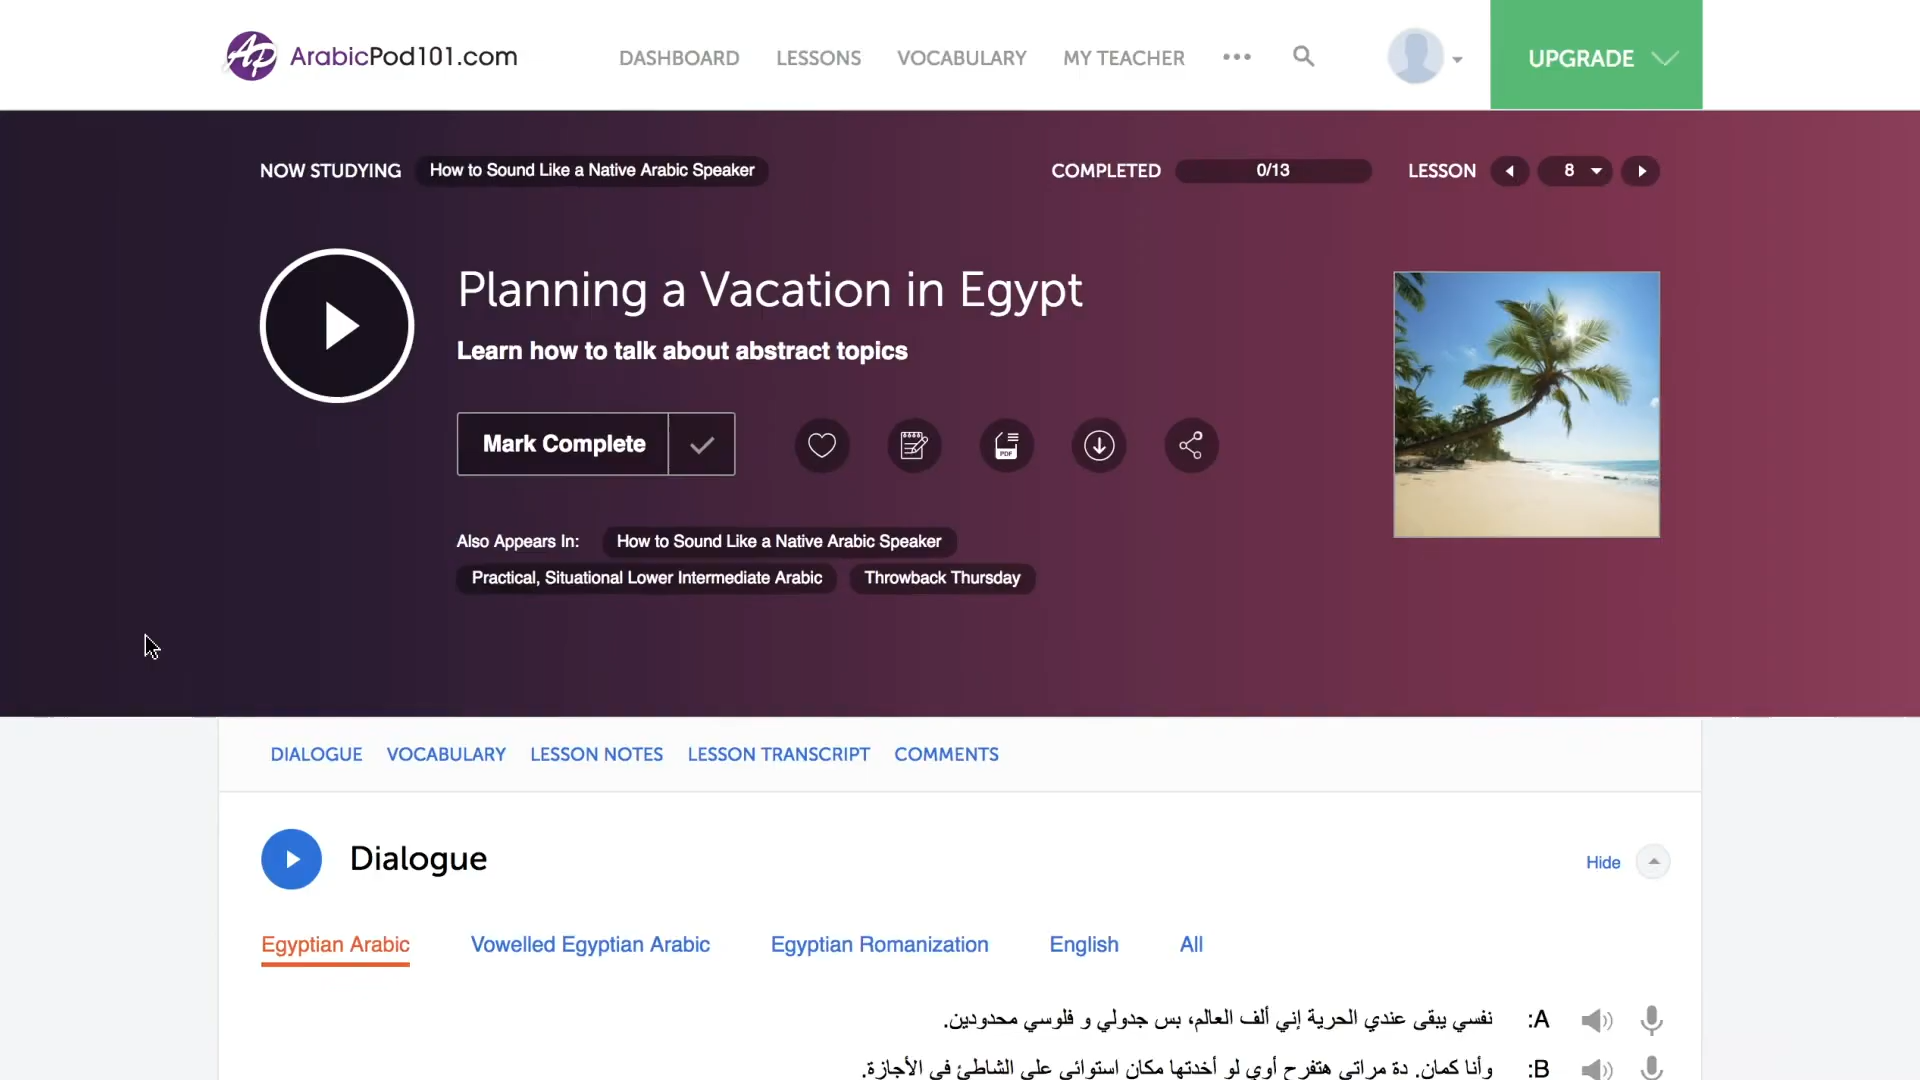 ArabicPod101.com
DASHBOARD LESSONS VOCABULARY MY TEACHER
UPGRADE
NOW STUDYING How to Sound Like a Native Arabic Speaker
COMPLETED 0/13
LESSON 8
Planning a Vacation in Egypt
Learn how to talk about abstract topics
Mark Complete
PDF
Also Appears In: How to Sound Like a Native Arabic Speaker
Practical, Situational Lower Intermediate Arabic Throwback Thursday
DIALOGUE VOCABULARY LESSON NOTES LESSON TRANSCRIPT COMMENTS
Dialogue
Hide
Egyptian Arabic Vowelled Egyptian Arabic Egyptian Romanization English All
A: نفسي يبقى عندي الحرية إني ألف العالم، بس جدولي و فلوسي محدودين.
B: وأنا كمان. دة مراتي هتفرح أوي لو أخدتها مكان استوائي على الشاطئ في الأجازة.